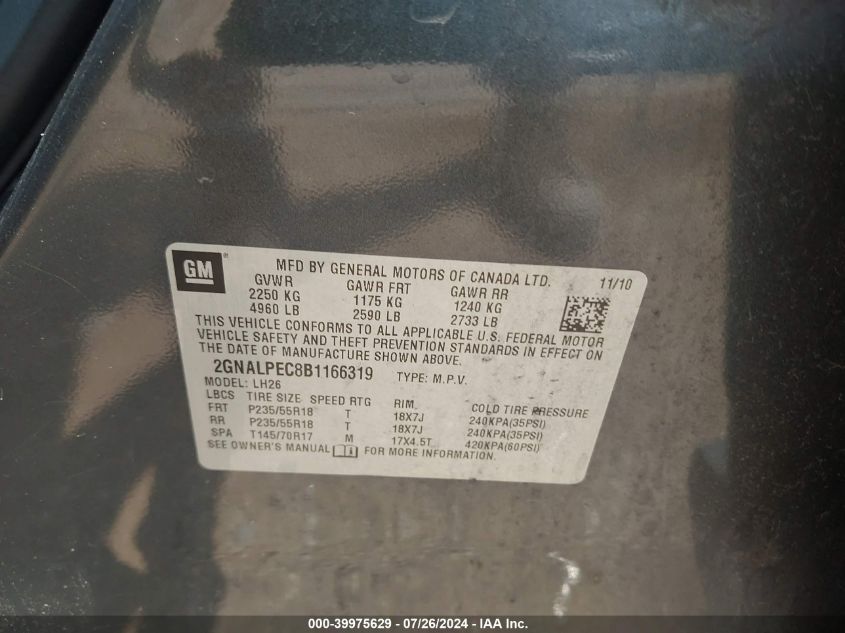 GM®
MFD BY GENERAL MOTORS OF CANADA LTD. 11/10
GVWR GAWR FRT GAWR RR
2250 KG 1175 KG 1240 KG
4960 LB 2590 LB 2733 LB
THIS VEHICLE CONFORMS TO ALL APPLICABLE U.S. FEDERAL MOTOR
VEHICLE SAFETY AND THEFT PREVENTION STANDARDS IN EFFECT ON
THE DATE OF MANUFACTURE SHOWN ABOVE.
2GNALPEC8B1166319 TYPE: M.P.V.
MODEL: LH26
LBCS TIRE SIZE SPEED RTG RIM COLD TIRE PRESSURE
FRT P235/55R18 T 18X7J 240KPA(35PSI)
RR P235/55R18 T 18X7J 240KPA(35PSI)
SPA T145/70R17 M 17X4.5T 420KPA(60PSI)
SEE OWNER'S MANUAL FOR MORE INFORMATION.
000-39975629 - 07/26/2024 - IAA Inc.